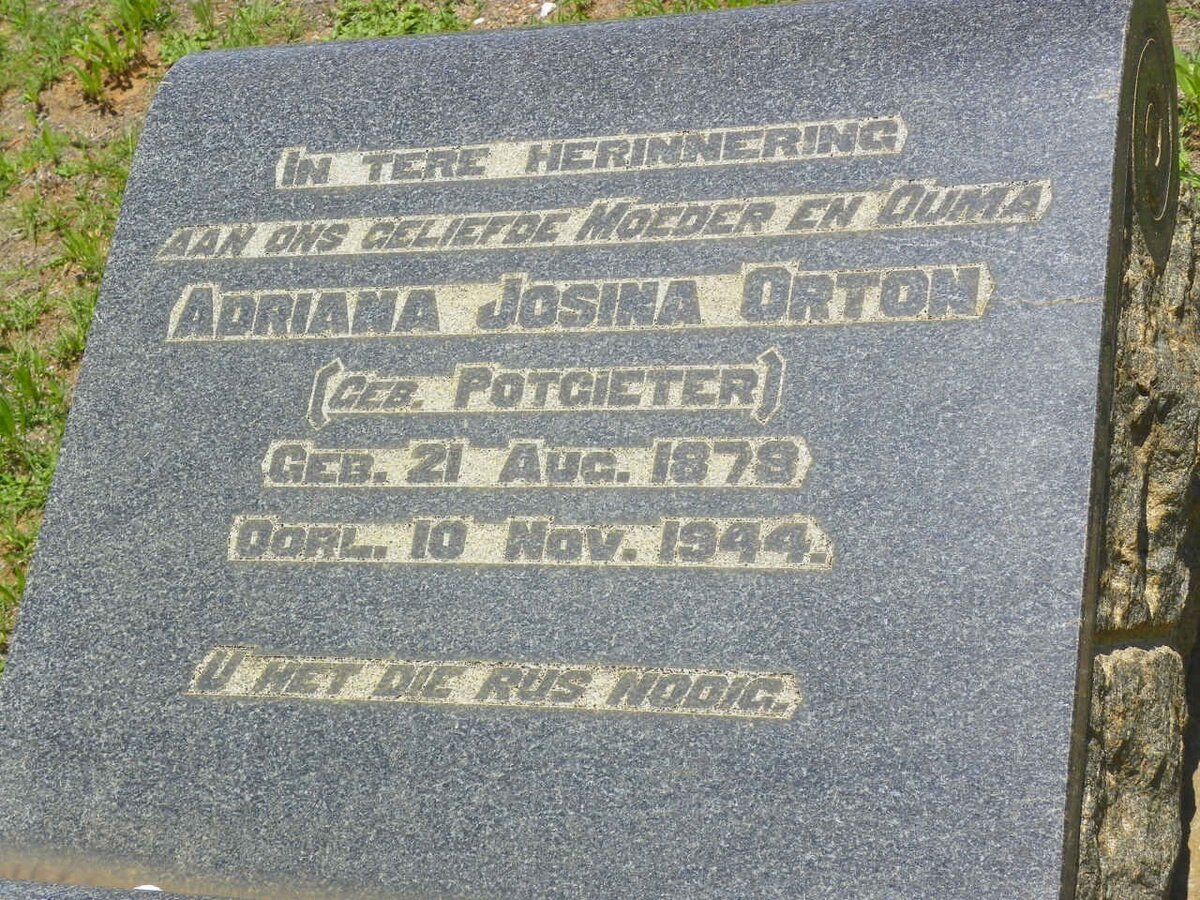 In tere herinnering
aan ons geliefde Moeder en Ouma
Adriana Josina Orton
(Geb. Potgieter)
Geb. 21 Aug. 1879
Oorl. 10 Nov. 1944.
U het die rus nodig.